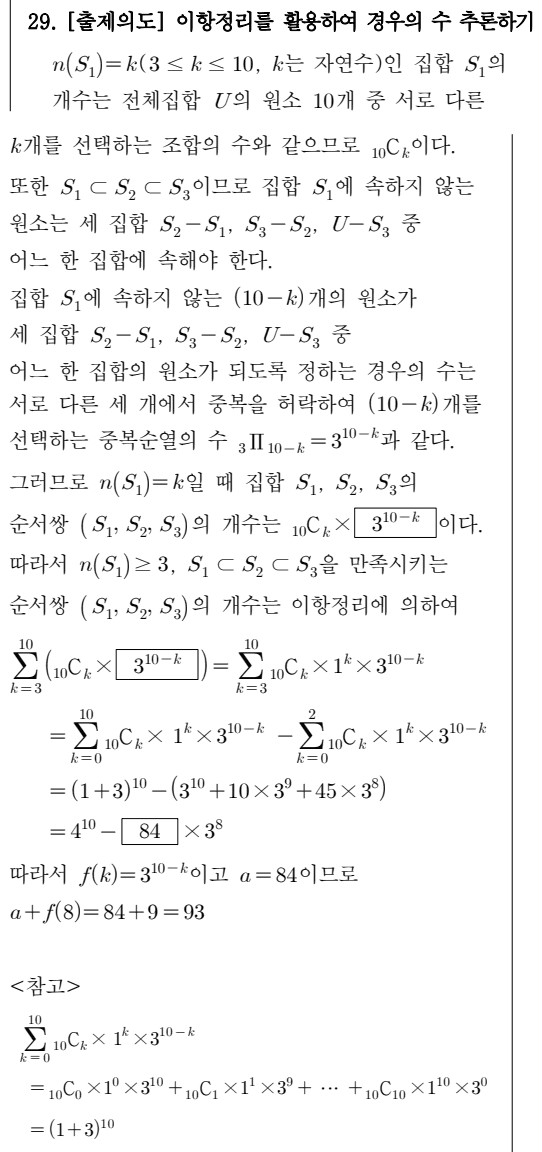 29. [출제의도] 이항정리를 활용하여 경우의 수 추론하기
n(S₁)=k(3 ≤ k ≤ 10, k는 자연수)인 집합 S₁의
개수는 전체집합 U의 원소 10개 중 서로 다른
k개를 선택하는 조합의 수와 같으므로 ₁₀Cₖ이다.
또한 S₁ ⊂ S₂ ⊂ S₃이므로 집합 S₁에 속하지 않는
원소는 세 집합 S₂−S₁, S₃−S₂, U−S₃ 중
어느 한 집합에 속해야 한다.
집합 S₁에 속하지 않는 (10−k)개의 원소가
세 집합 S₂−S₁, S₃−S₂, U−S₃ 중
어느 한 집합의 원소가 되도록 정하는 경우의 수는
서로 다른 세 개에서 중복을 허락하여 (10−k)개를
선택하는 중복순열의 수 ₃Π₁₀₋ₖ = 3¹⁰⁻ᵏ과 같다.
그러므로 n(S₁)=k일 때 집합 S₁, S₂, S₃의
순서쌍 (S₁, S₂, S₃)의 개수는 ₁₀Cₖ× 3¹⁰⁻ᵏ 이다.
따라서 n(S₁) ≥ 3, S₁ ⊂ S₂ ⊂ S₃을 만족시키는
순서쌍 (S₁, S₂, S₃)의 개수는 이항정리에 의하여
∑_{k=3}^{10} (₁₀Cₖ× 3¹⁰⁻ᵏ ) = ∑_{k=3}^{10} ₁₀Cₖ×1ᵏ×3¹⁰⁻ᵏ
= ∑_{k=0}^{10} ₁₀Cₖ× 1ᵏ×3¹⁰⁻ᵏ − ∑_{k=0}^{2} ₁₀Cₖ×1ᵏ×3¹⁰⁻ᵏ
= (1+3)¹⁰ − (3¹⁰+10×3⁹+45×3⁸)
= 4¹⁰ − 84 ×3⁸
따라서 f(k)=3¹⁰⁻ᵏ이고 a=84이므로
a+f(8)=84+9=93
<참고>
∑_{k=0}^{10} ₁₀Cₖ× 1ᵏ×3¹⁰⁻ᵏ
= ₁₀C₀×1⁰×3¹⁰ + ₁₀C₁×1¹×3⁹ + ⋯ + ₁₀C₁₀×1¹⁰×3⁰
= (1+3)¹⁰